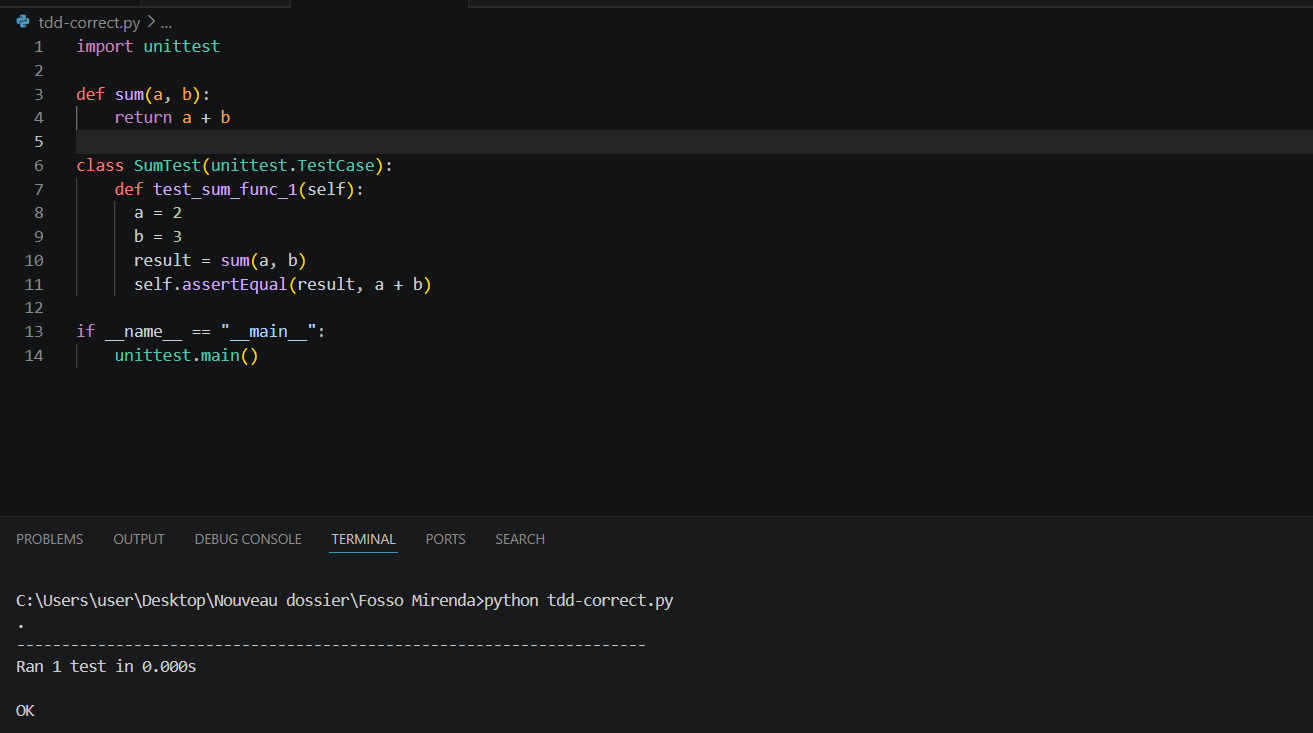 tdd-correct.py > ...
1 import unittest
2
3 def sum(a, b):
4     return a + b
5
6 class SumTest(unittest.TestCase):
7     def test_sum_func_1(self):
8       a = 2
9       b = 3
10       result = sum(a, b)
11       self.assertEqual(result, a + b)
12
13 if __name__ == "__main__":
14     unittest.main()
PROBLEMS OUTPUT DEBUG CONSOLE TERMINAL PORTS SEARCH
C:\Users\user\Desktop\Nouveau dossier\Fosso Mirenda>python tdd-correct.py
.
----------------------------------------------------------------------
Ran 1 test in 0.000s
OK